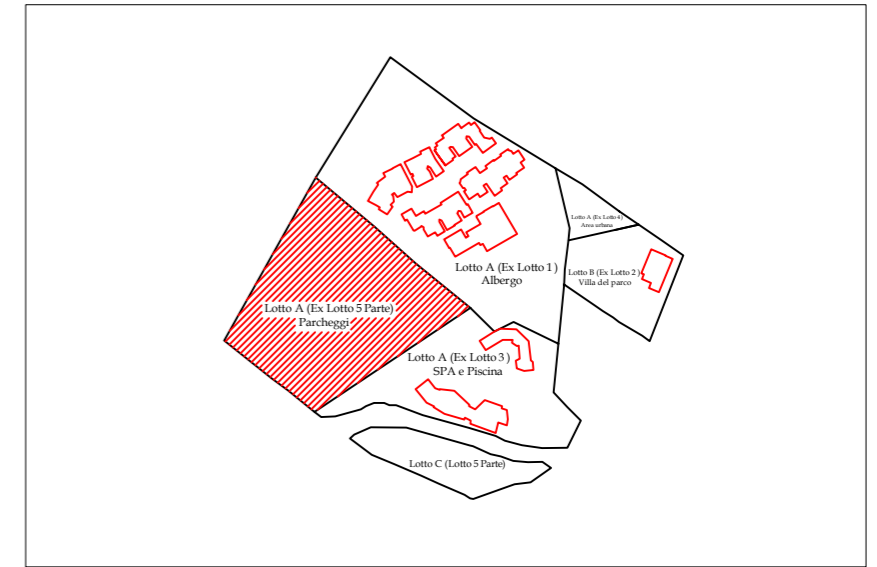 Lotto A (Ex Lotto 4)
Area urbana
Lotto A (Ex Lotto 1)
Albergo
Lotto B (Ex Lotto 2)
Villa del parco
Lotto A (Ex Lotto 5 Parte)
Parcheggi
Lotto A (Ex Lotto 3)
SPA e Piscina
Lotto C (Lotto 5 Parte)